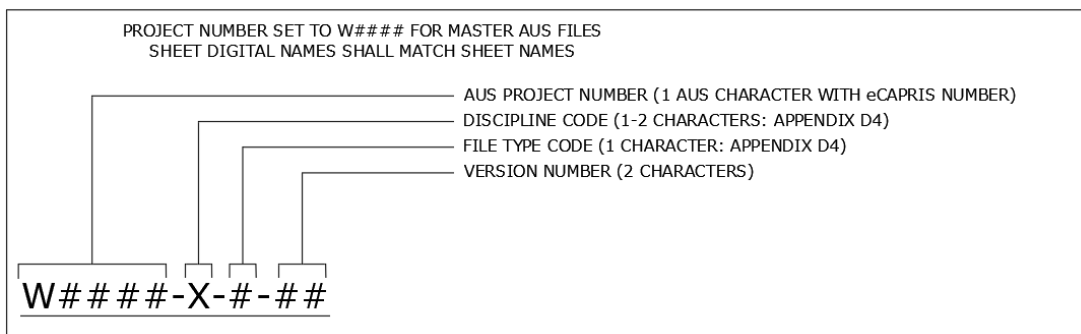 PROJECT NUMBER SET TO W#### FOR MASTER AUS FILES
SHEET DIGITAL NAMES SHALL MATCH SHEET NAMES
AUS PROJECT NUMBER (1 AUS CHARACTER WITH eCAPRIS NUMBER)
DISCIPLINE CODE (1-2 CHARACTERS: APPENDIX D4)
FILE TYPE CODE (1 CHARACTER: APPENDIX D4)
VERSION NUMBER (2 CHARACTERS)
W####-X-#-##